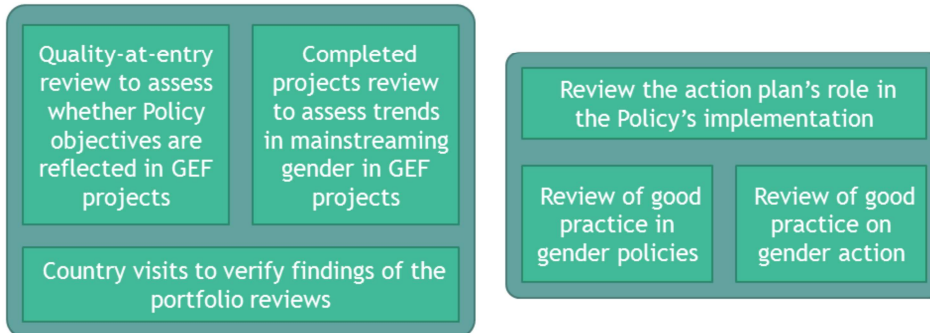 Quality-at-entry
review to assess
whether Policy
objectives are
reflected in GEF
projects
Completed
projects review
to assess trends
in mainstreaming
gender in GEF
projects
Country visits to verify findings of the
portfolio reviews
Review the action plan's role in
the Policy's implementation
Review of good
practice in
gender policies
Review of good
practice on
gender action